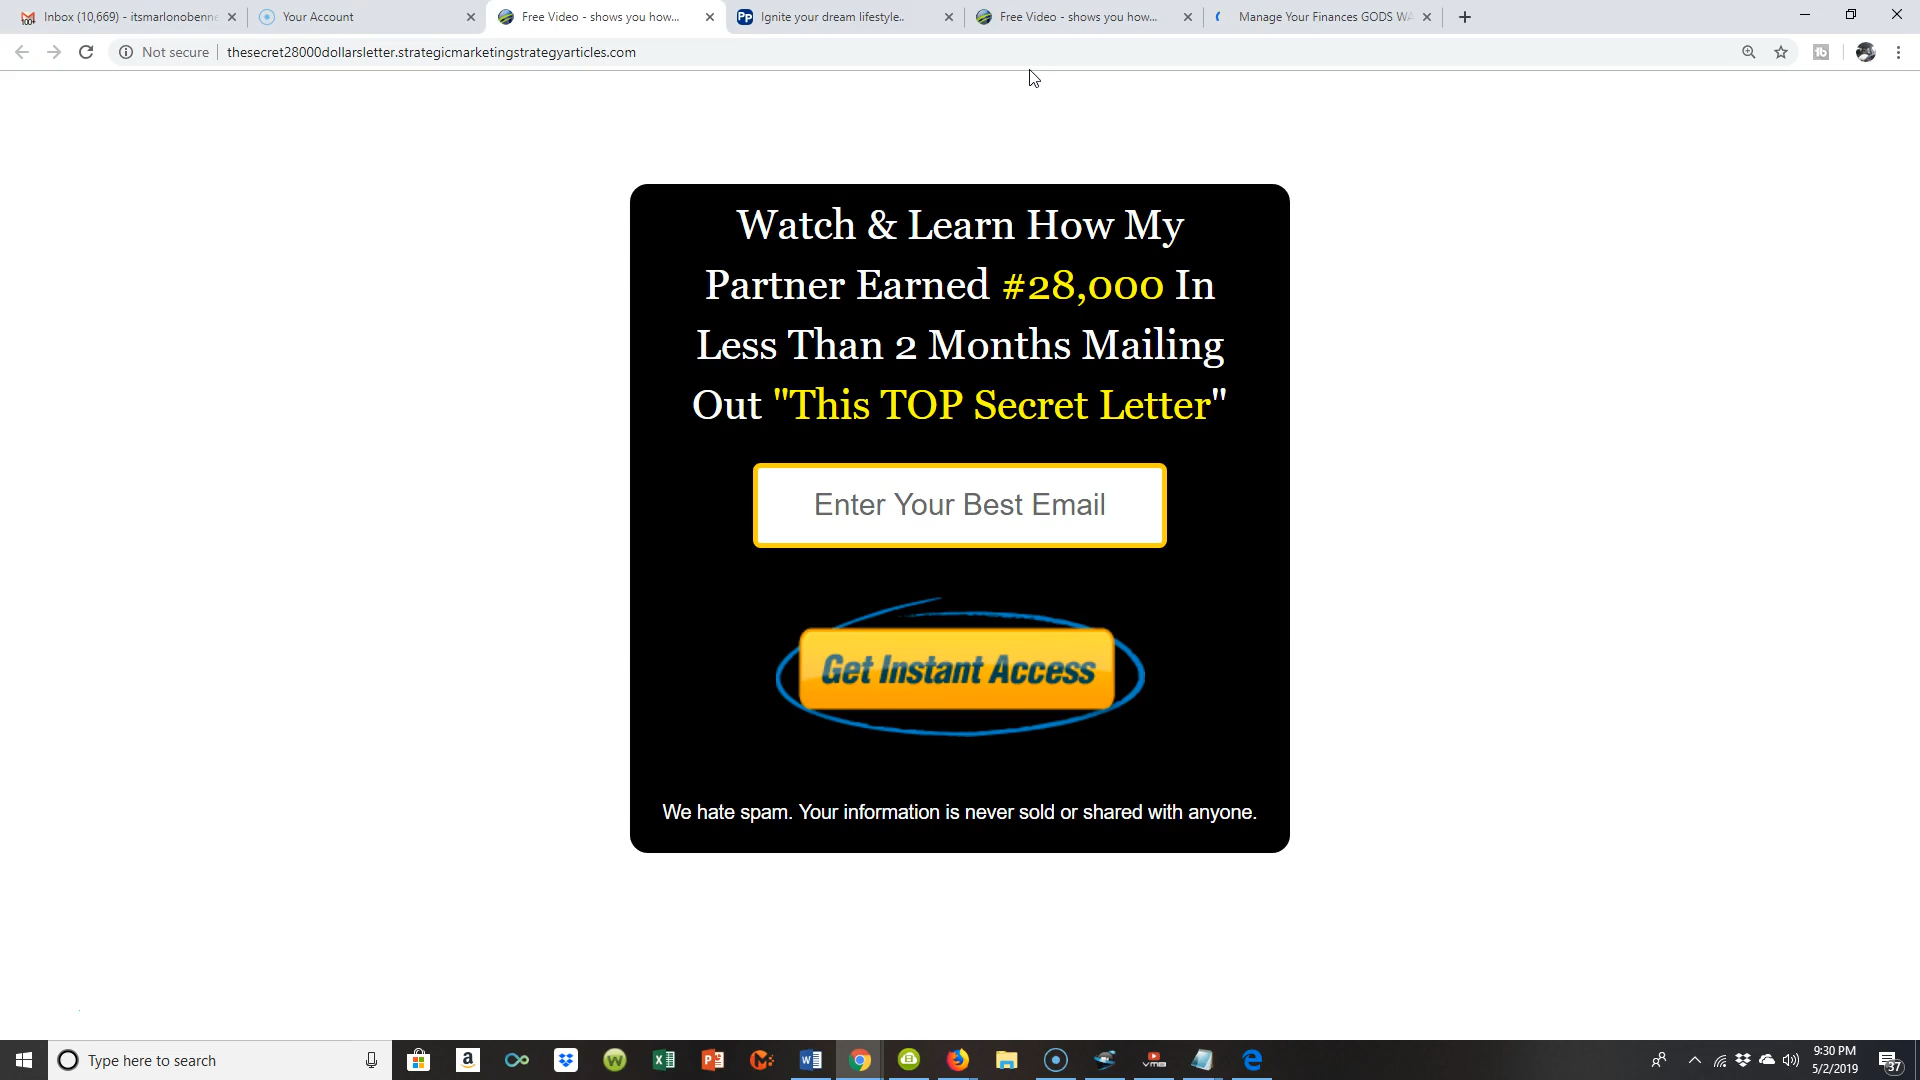 Inbox (10,669) - itsmarlonobenne
Your Account
Free Video - shows you how...
Ignite your dream lifestyle..
Free Video - shows you how...
Manage Your Finances GODS WA
Not secure
thesecret28000dollarsletter.strategicmarketingstrategyarticles.com
Watch & Learn How My
Partner Earned #28,000 In
Less Than 2 Months Mailing
Out "This TOP Secret Letter"
Enter Your Best Email
Get Instant Access
We hate spam. Your information is never sold or shared with anyone.
Type here to search
9:30 PM
5/2/2019
37